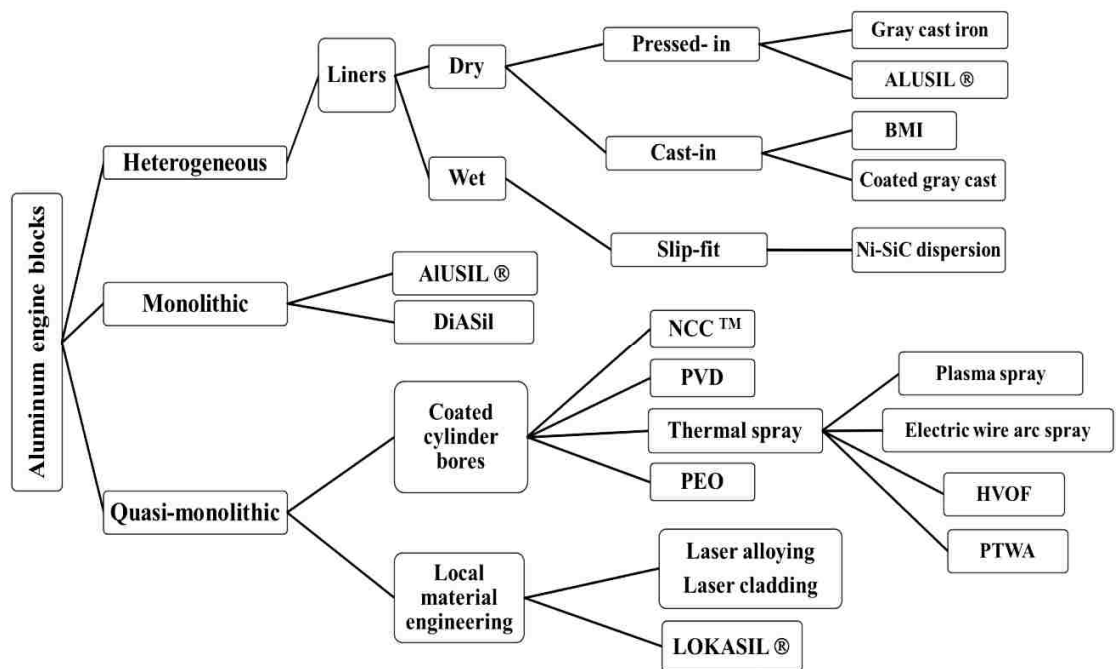 Aluminum engine blocks
Heterogeneous
Liners
Dry
Pressed- in
Gray cast iron
ALUSIL ®
Cast-in
BMI
Coated gray cast
Wet
Slip-fit
Ni-SiC dispersion
Monolithic
AlUSIL ®
DiASil
Quasi-monolithic
Coated
cylinder
bores
NCC TM
PVD
Thermal spray
Plasma spray
Electric wire arc spray
HVOF
PTWA
PEO
Local
material
engineering
Laser alloying
Laser cladding
LOKASIL ®